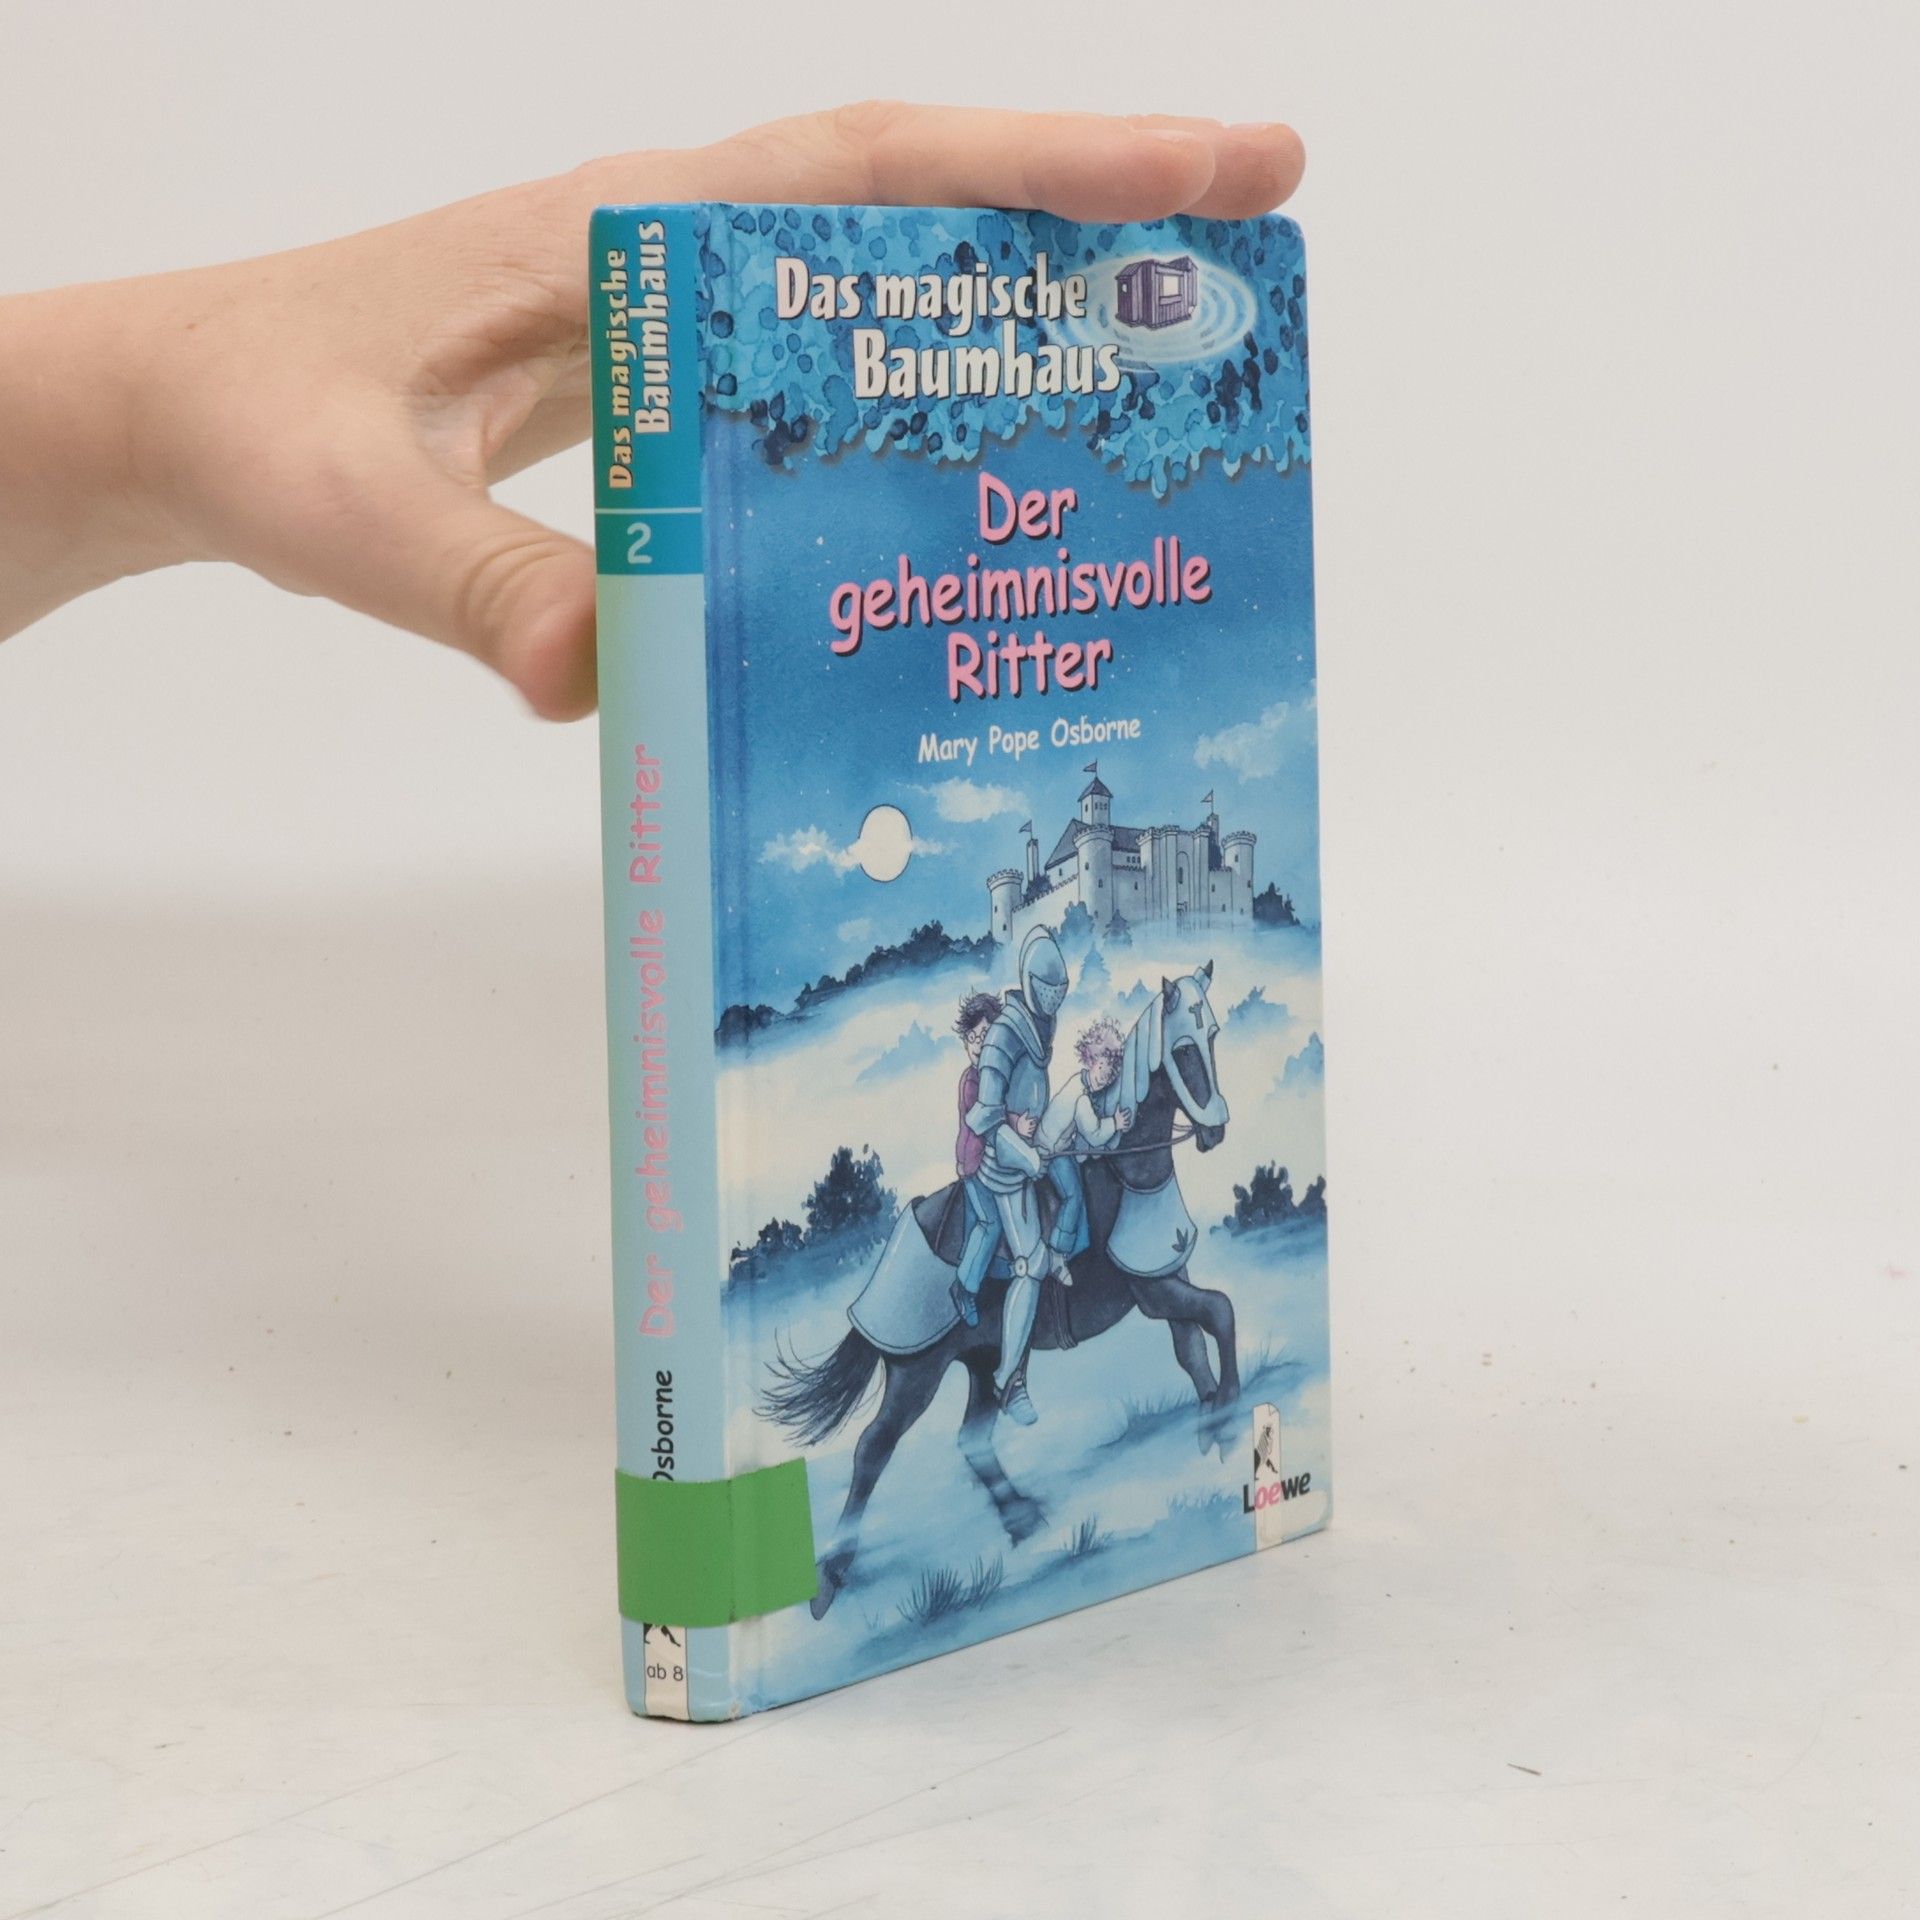 Das magische
Baumhaus
2
Der geheimnisvolle Ritter
Osborne
ab 8
Das magische
Baumhaus
Der
geheimnisvolle
Ritter
Mary Pope Osborne
Loewe